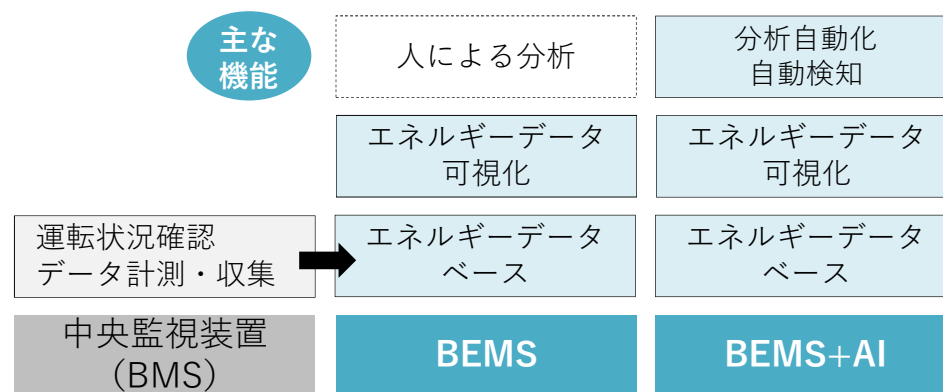 主な
機能
人による分析
分析自動化
自動検知
エネルギーデータ
可視化
エネルギーデータ
可視化
運転状況確認
データ計測・収集
エネルギーデータ
ベース
エネルギーデータ
ベース
中央監視装置
（BMS）
BEMS
BEMS+AI